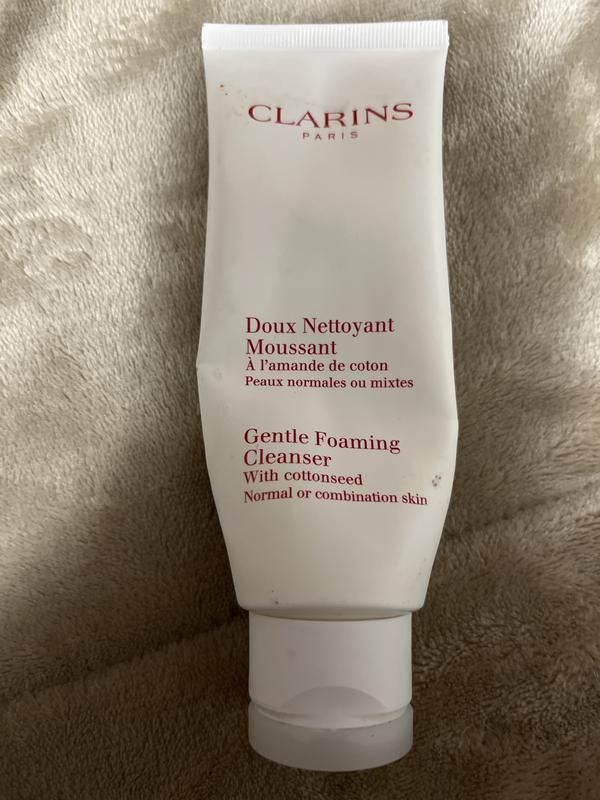 CLARINS
PARIS
Doux Nettoyant
Moussant
À l'amande de coton
Peaux normales ou mixtes
Gentle Foaming
Cleanser
With cottonseed
Normal or combination skin